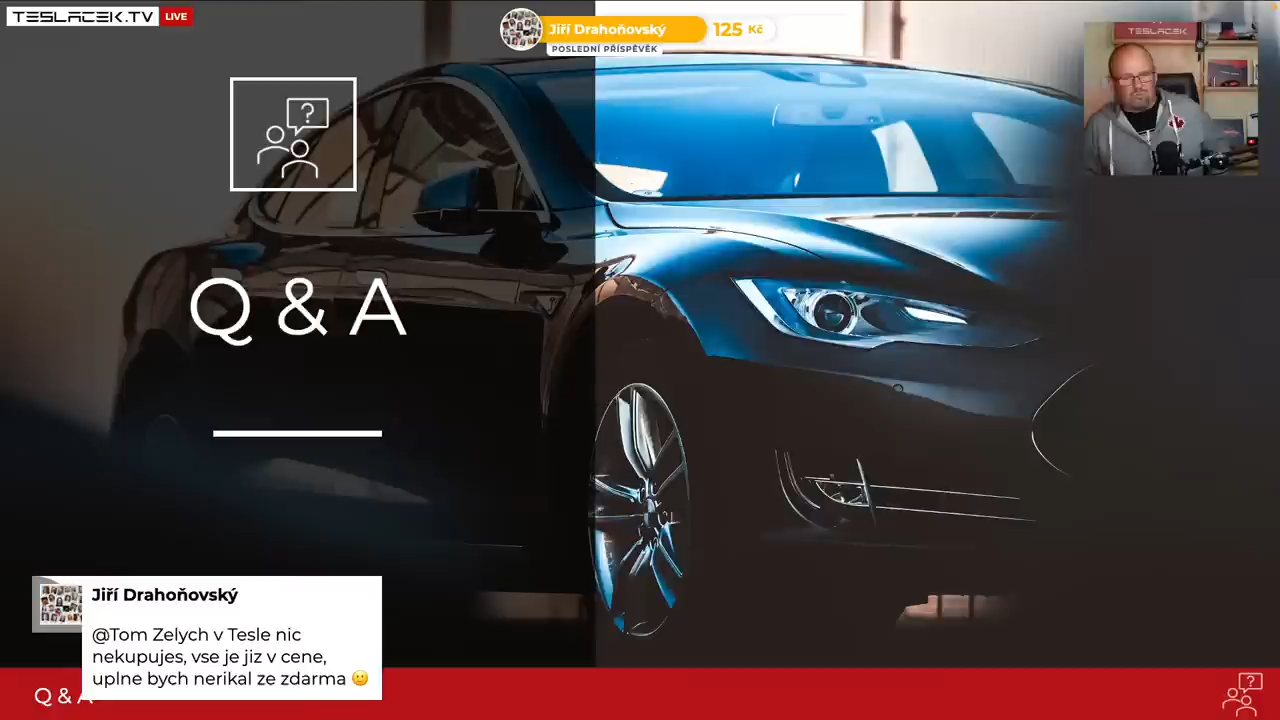 TESLACEK.TV LIVE
Jiří Drahoňovský 125 Kč
POSLEDNÍ PŘÍSPĚVEK
TESLACEK
?
Q & A
Jiří Drahoňovský
@Tom Zelych v Tesle nic
nekupujes, vse je jiz v cene,
uplne bych nerikal ze zdarma 🙂
Q & A
?